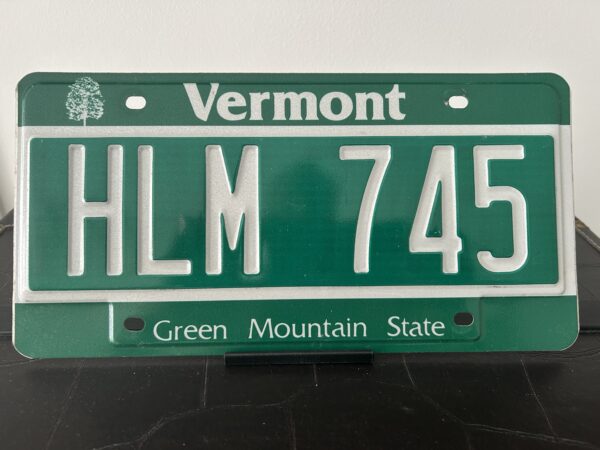 Vermont
HLM 745
Green Mountain State